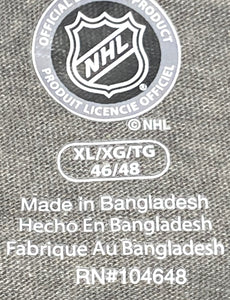 OFFICIAL LICENSED PRODUCT
NHL
PRODUIT LICENCIÉ OFFICIEL
© NHL
XL/XG/TG
46/48
Made in Bangladesh
Hecho En Bangladesh
Fabrique Au Bangladesh
RN#104648